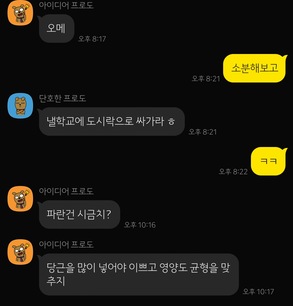 아이디어 프로도
오메
오후 8:17
소분해보고
오후 8:21
단호한 프로도
낼학교에 도시락으로 싸가라 ㅎ
오후 8:21
ㅋㅋ
오후 8:22
아이디어 프로도
파란건 시금치?
오후 10:16
아이디어 프로도
당근을 많이 넣어야 이쁘고 영양도 균형을 맞
추지
오후 10:17